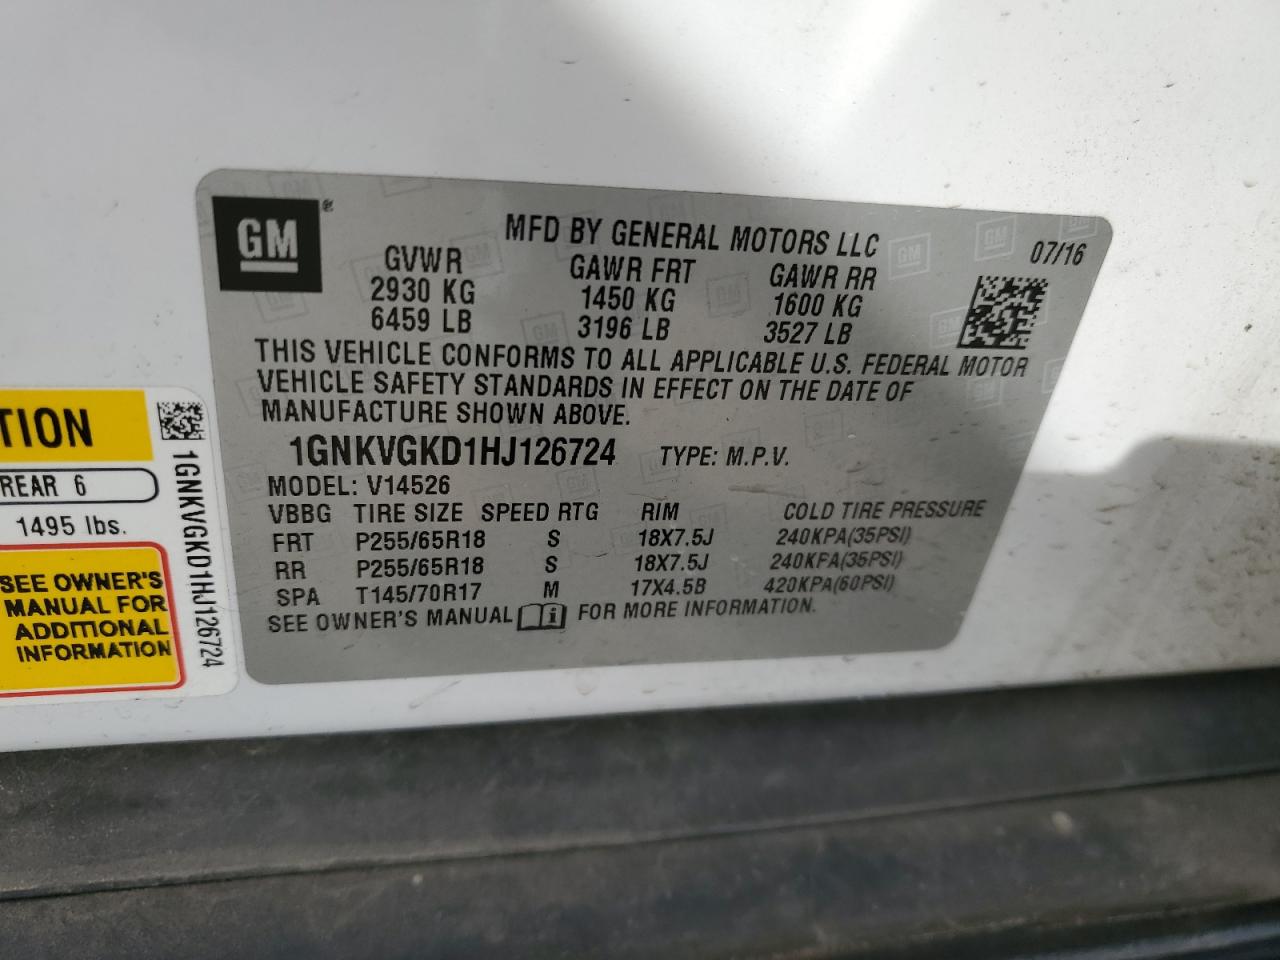 GM®
MFD BY GENERAL MOTORS LLC
07/16
GVWR GAWR FRT GAWR RR
2930 KG 1450 KG 1600 KG
6459 LB 3196 LB 3527 LB
THIS VEHICLE CONFORMS TO ALL APPLICABLE U.S. FEDERAL MOTOR
VEHICLE SAFETY STANDARDS IN EFFECT ON THE DATE OF
MANUFACTURE SHOWN ABOVE.
1GNKVGKD1HJ126724 TYPE: M.P.V.
MODEL: V14526
VBBG TIRE SIZE SPEED RTG RIM COLD TIRE PRESSURE
FRT P255/65R18 S 18X7.5J 240KPA(35PSI)
RR P255/65R18 S 18X7.5J 240KPA(35PSI)
SPA T145/70R17 M 17X4.5B 420KPA(60PSI)
SEE OWNER'S MANUAL i FOR MORE INFORMATION.
TION
REAR 6
1495 lbs.
SEE OWNER'S
MANUAL FOR
ADDITIONAL
INFORMATION
1GNKVGKD1HJ126724